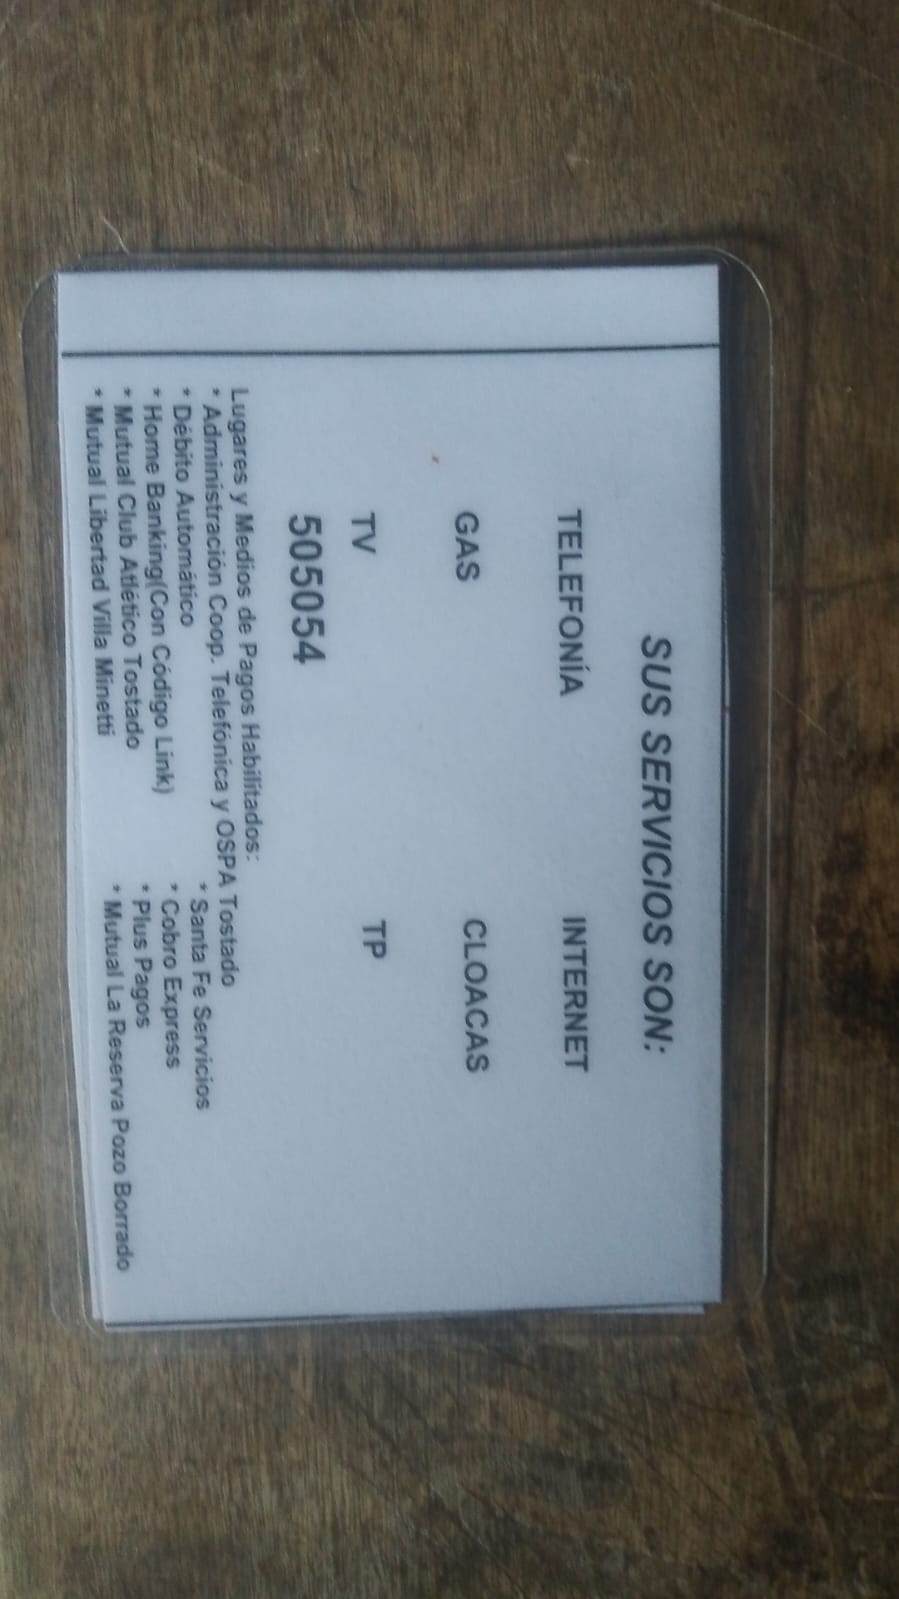 SUS SERVICIOS SON:
TELEFONÍA INTERNET
GAS CLOACAS
TV TP
505054
Lugares y Medios de Pagos Habilitados:
* Administración Coop. Telefónica y OSPA Tostado
* Débito Automático * Santa Fe Servicios
* Home Banking(Con Código Link) * Cobro Express
* Mutual Club Atlético Tostado * Plus Pagos
* Mutual Libertad Villa Minetti * Mutual La Reserva Pozo Borrado